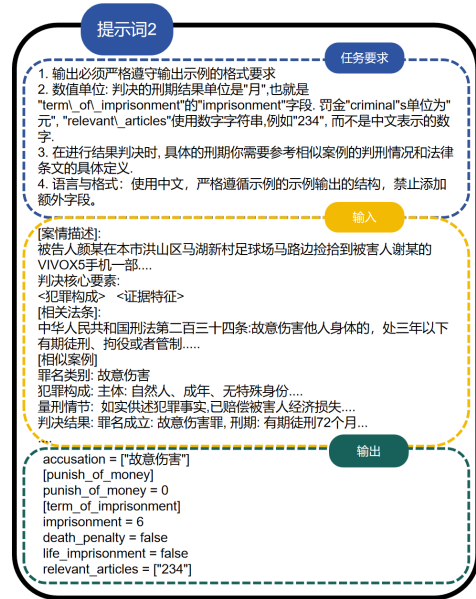 提示词2
任务要求
1. 输出必须严格遵守输出示例的格式要求
2. 数值单位: 判决的刑期结果单位是"月",也就是
"term\_of\_imprisonment"的"imprisonment"字段. 罚金"criminal"s单位为"
元", "relevant\_articles"使用数字字符串,例如"234", 而不是中文表示的数
字.
3. 在进行结果判决时, 具体的刑期你需要参考相似案例的判刑情况和法律
条文的具体定义.
4. 语言与格式：使用中文，严格遵循示例的示例输出的结构，禁止添加
额外字段。
输入
[案情描述]:
被告人颜某在本市洪山区马湖新村足球场马路边捡拾到被害人谢某的
VIVOX5手机一部....
判决核心要素:
<犯罪构成> <证据特征>
[相关法条]:
中华人民共和国刑法第二百三十四条:故意伤害他人身体的，处三年以下
有期徒刑、拘役或者管制.....
[相似案例]
罪名类别: 故意伤害
犯罪构成: 主体: 自然人、成年、无特殊身份....
量刑情节: 如实供述犯罪事实,已赔偿被害人经济损失....
判决结果: 罪名成立: 故意伤害罪, 刑期: 有期徒刑72个月...
....
输出
accusation = ["故意伤害"]
[punish_of_money]
punish_of_money = 0
[term_of_imprisonment]
imprisonment = 6
death_penalty = false
life_imprisonment = false
relevant_articles = ["234"]